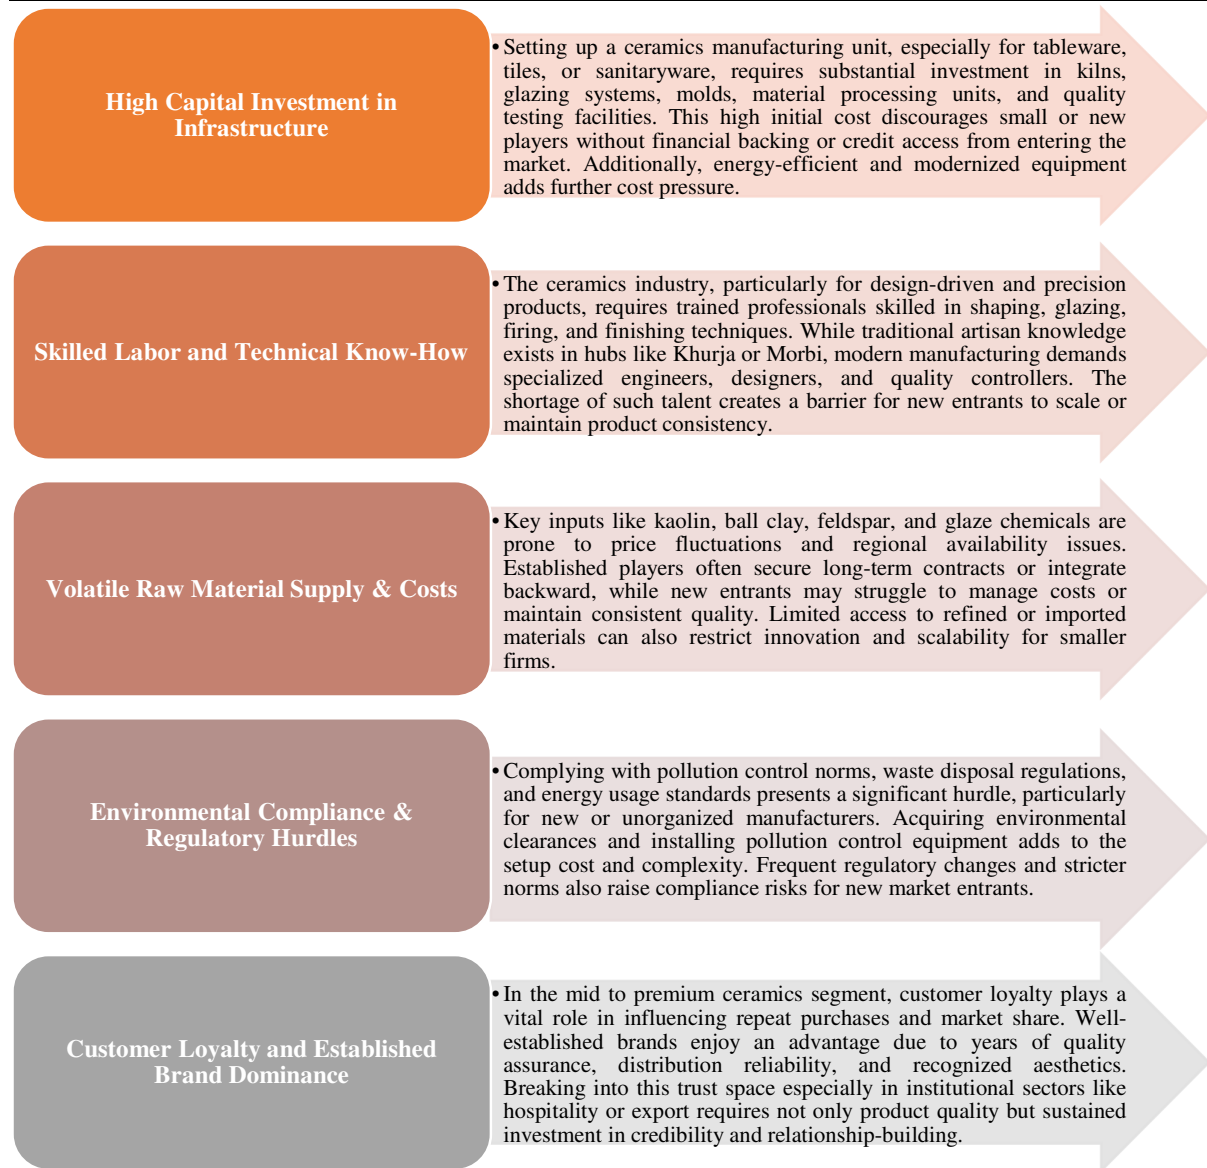 High Capital Investment in
Infrastructure
• Setting up a ceramics manufacturing unit, especially for tableware,
tiles, or sanitaryware, requires substantial investment in kilns,
glazing systems, molds, material processing units, and quality
testing facilities. This high initial cost discourages small or new
players without financial backing or credit access from entering the
market. Additionally, energy-efficient and modernized equipment
adds further cost pressure.
Skilled Labor and Technical Know-How
• The ceramics industry, particularly for design-driven and precision
products, requires trained professionals skilled in shaping, glazing,
firing, and finishing techniques. While traditional artisan knowledge
exists in hubs like Khurja or Morbi, modern manufacturing demands
specialized engineers, designers, and quality controllers. The
shortage of such talent creates a barrier for new entrants to scale or
maintain product consistency.
Volatile Raw Material Supply & Costs
• Key inputs like kaolin, ball clay, feldspar, and glaze chemicals are
prone to price fluctuations and regional availability issues.
Established players often secure long-term contracts or integrate
backward, while new entrants may struggle to manage costs or
maintain consistent quality. Limited access to refined or imported
materials can also restrict innovation and scalability for smaller
firms.
Environmental Compliance &
Regulatory Hurdles
• Complying with pollution control norms, waste disposal regulations,
and energy usage standards presents a significant hurdle, particularly
for new or unorganized manufacturers. Acquiring environmental
clearances and installing pollution control equipment adds to the
setup cost and complexity. Frequent regulatory changes and stricter
norms also raise compliance risks for new market entrants.
Customer Loyalty and Established
Brand Dominance
• In the mid to premium ceramics segment, customer loyalty plays a
vital role in influencing repeat purchases and market share. Well-
established brands enjoy an advantage due to years of quality
assurance, distribution reliability, and recognized aesthetics.
Breaking into this trust space especially in institutional sectors like
hospitality or export requires not only product quality but sustained
investment in credibility and relationship-building.